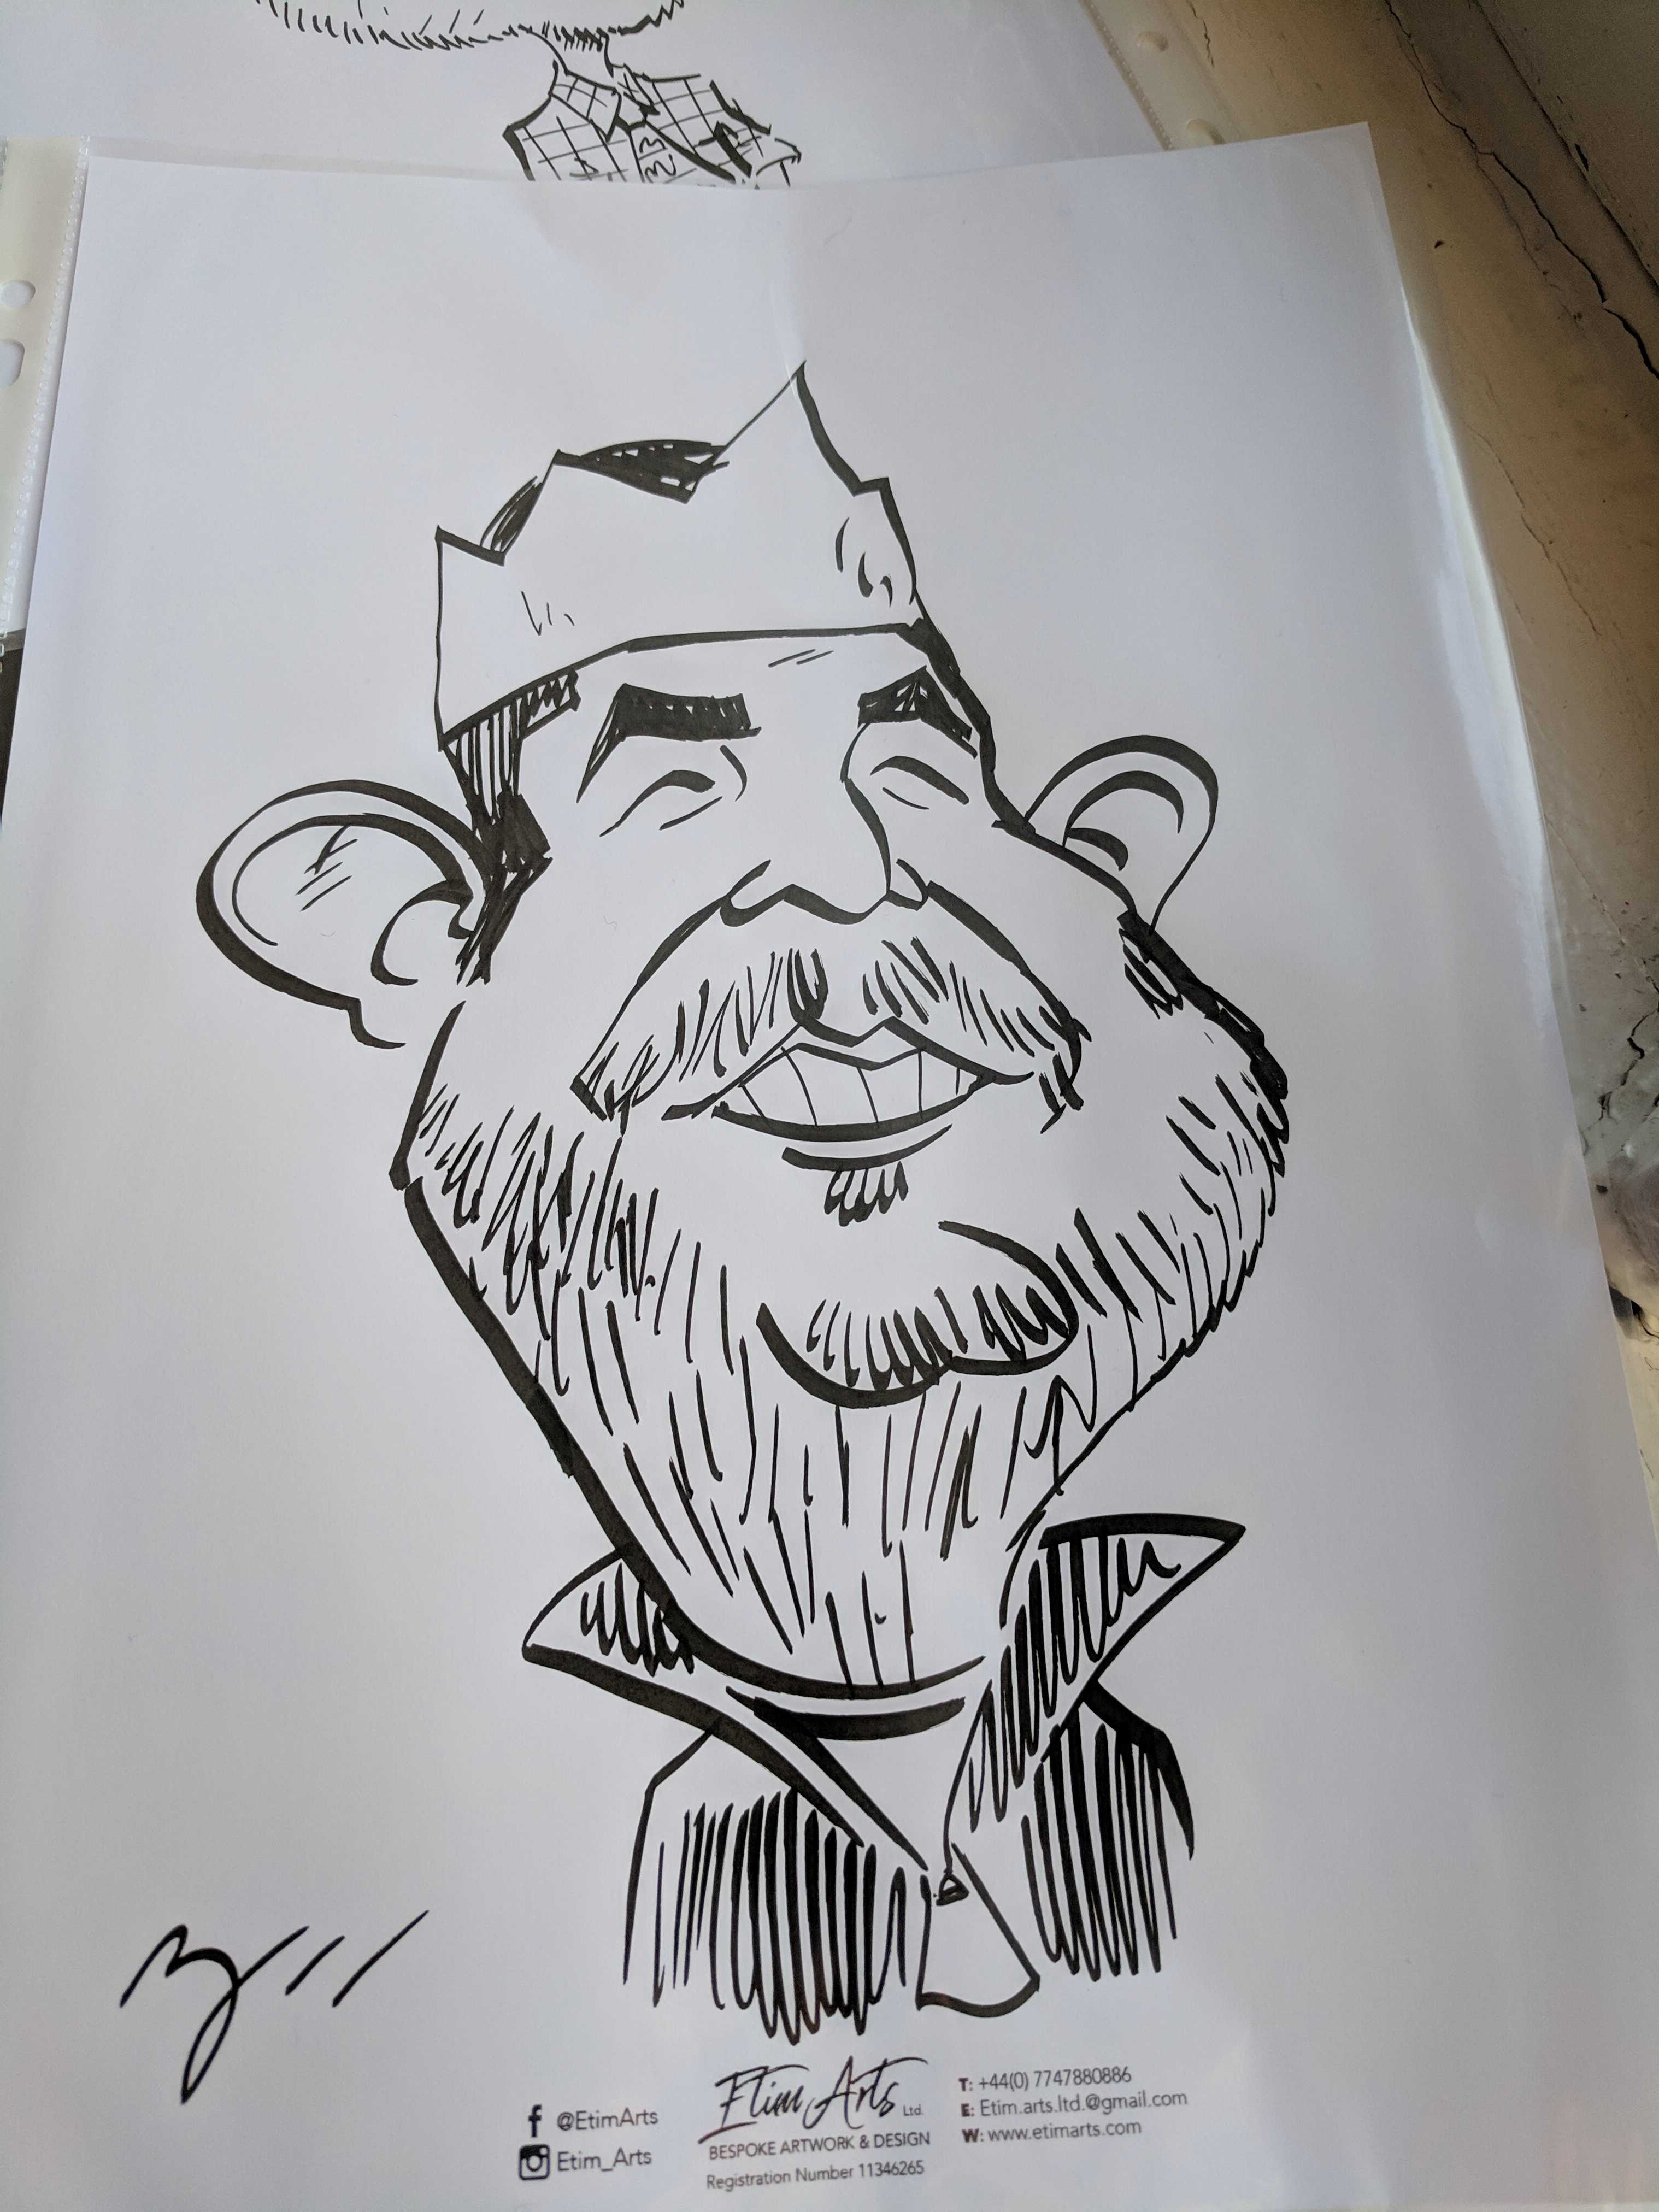 @EtimArts
Etim_Arts
Etim Arts Ltd.
BESPOKE ARTWORK & DESIGN
Registration Number 11346265
T: +44(0) 7747880886
E: Etim.arts.ltd.@gmail.com
W: www.etimarts.com